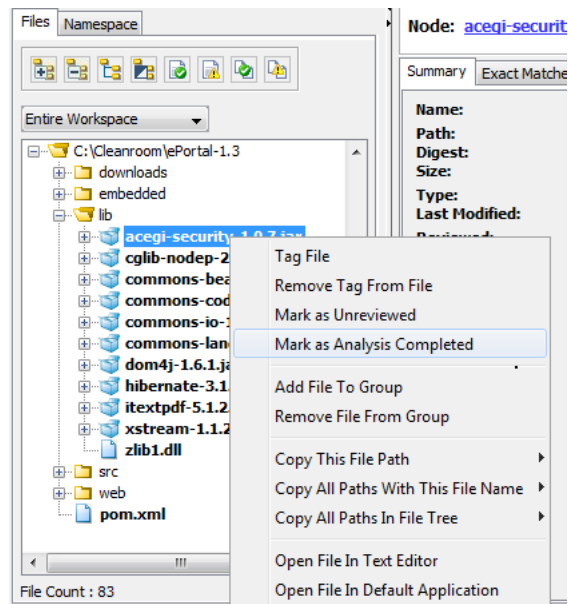 Files
Namespace
Entire Workspace
C:\Cleanroom\ePortal-1.3
downloads
embedded
lib
acegi-security-1.0.7.jar
cglib-nodep-2
commons-bea
commons-cod
commons-io-1
commons-lan
dom4j-1.6.1.ja
hibernate-3.1.
itextpdf-5.1.2
xstream-1.1.2
zlib1.dll
src
web
pom.xml
File Count : 83
Node: acegi-securit
Summary
Exact Matche
Name:
Path:
Digest:
Size:
Type:
Last Modified:
Reviewed:
Tag File
Remove Tag From File
Mark as Unreviewed
Mark as Analysis Completed
Add File To Group
Remove File From Group
Copy This File Path
Copy All Paths With This File Name
Copy All Paths In File Tree
Open File In Text Editor
Open File In Default Application